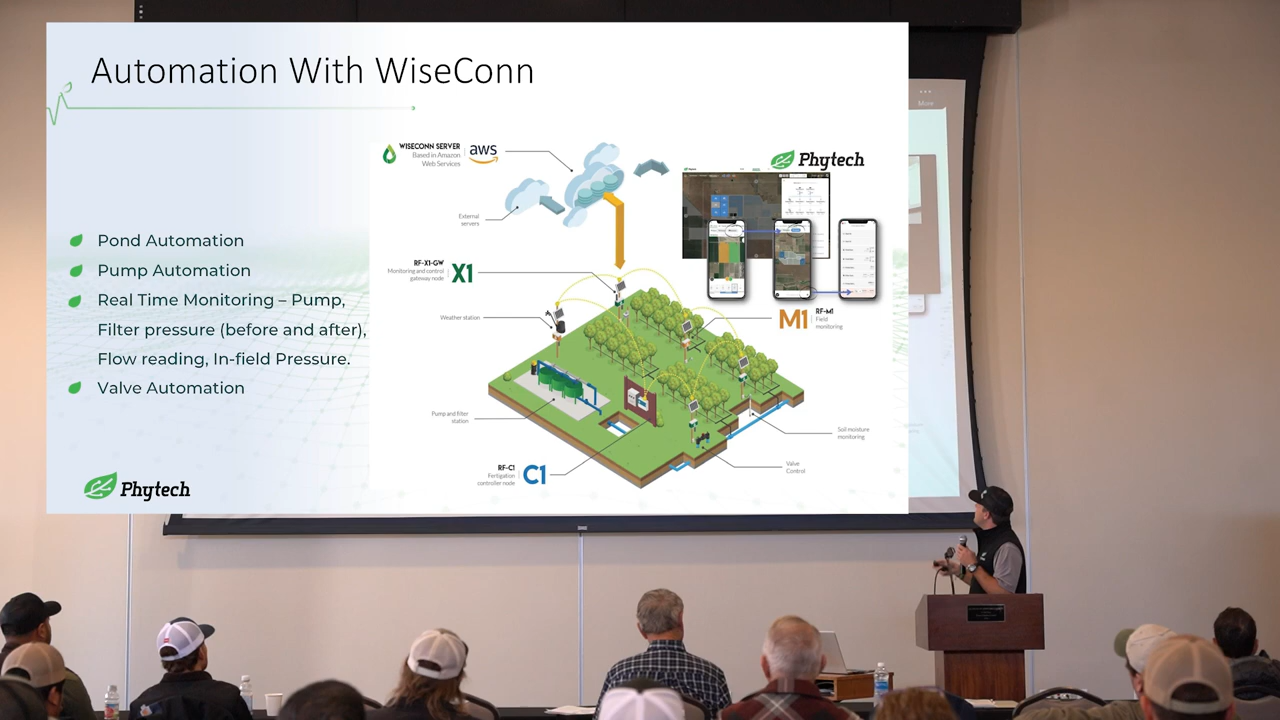 Automation With WiseConn
WISECONN SERVER
Based in Amazon
Web Services
aws
Phytech
External
servers
Pond Automation
Pump Automation
Real Time Monitoring – Pump,
Filter pressure (before and after),
Flow reading, In-field Pressure.
Valve Automation
RF-X1-GW
Monitoring and control
gateway node
X1
Weather station
M1
RF-M1
Field
monitoring
Pump and filter
station
Soil moisture
monitoring
Valve
Control
RF-C1
Fertigation
controller node
C1
Phytech
More